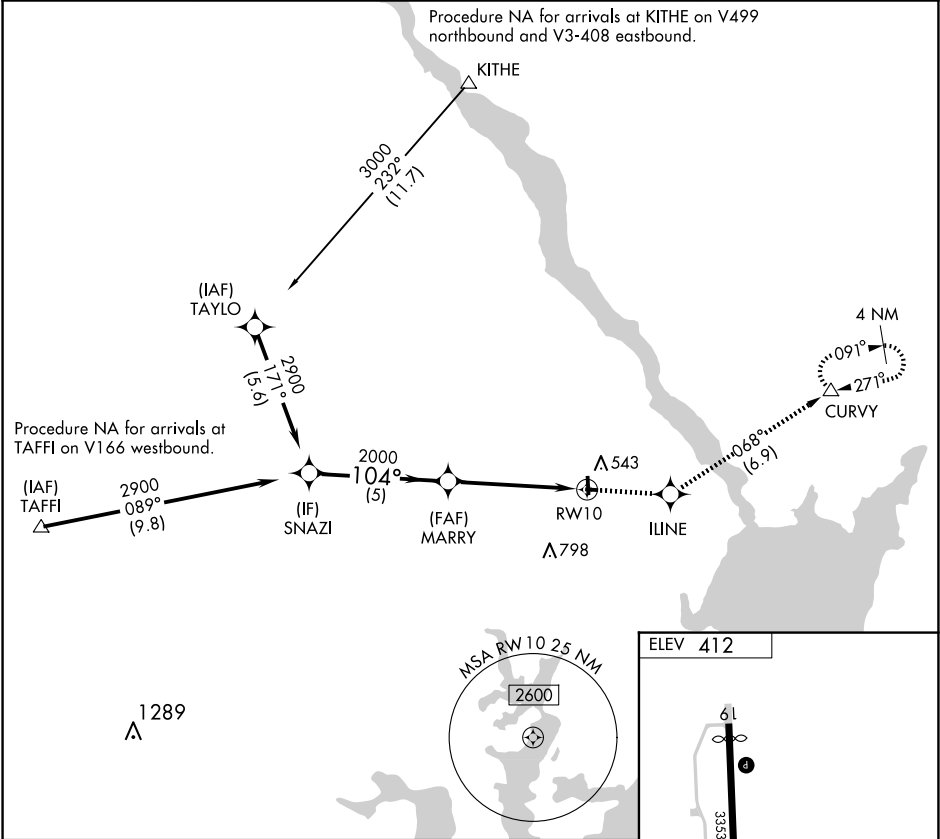 Procedure NA for arrivals at KITHE on V499
northbound and V3-408 eastbound.
KITHE
3000
232°
(11.7)
(IAF)
TAYLO
2900
171°
(5.6)
4 NM
091°
271°
CURVY
Procedure NA for arrivals at
TAFFI on V166 westbound.
(IAF)
TAFFI
2900
089°
(9.8)
(IF)
SNAZI
2000
104°
(5)
(FAF)
MARRY
543
RW10
798
ILINE
068°
(6.9)
1289
MSA RW10 25 NM
2600
ELEV 412
19
P
3353